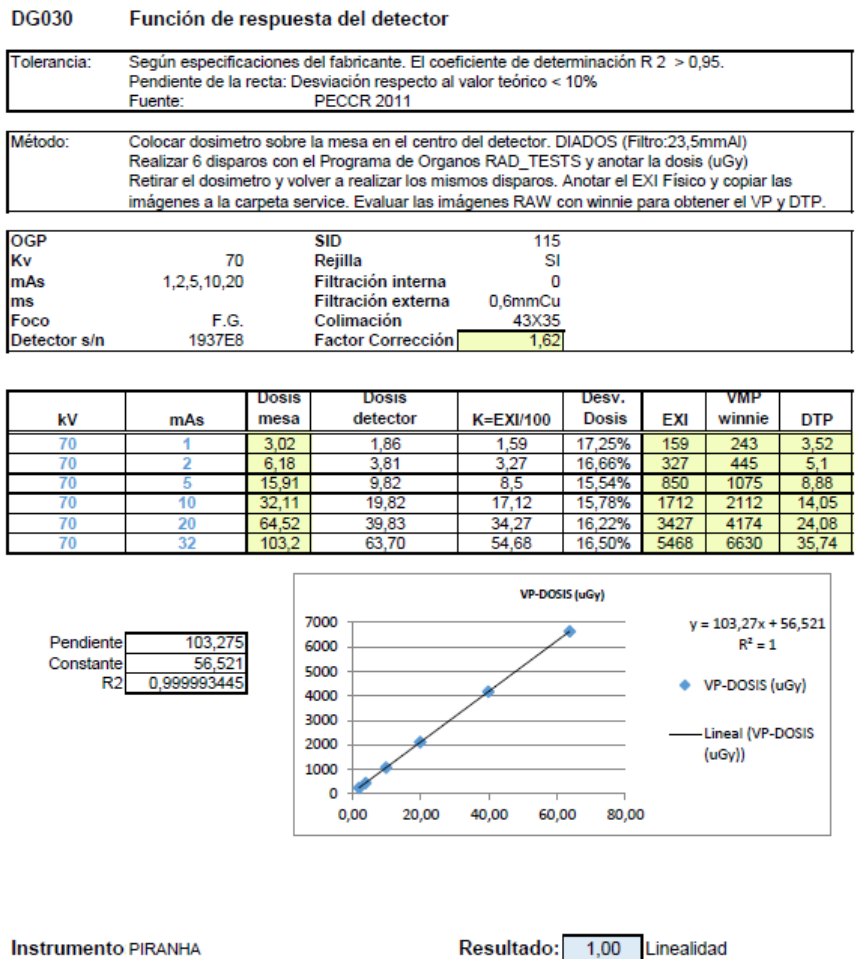 DG030 Función de respuesta del detector
Tolerancia: Según especificaciones del fabricante. El coeficiente de determinación R 2 > 0,95.
Pendiente de la recta: Desviación respecto al valor teórico < 10%
Fuente: PECCR 2011
Método: Colocar dosimetro sobre la mesa en el centro del detector. DIADOS (Filtro:23,5mmAl)
Realizar 6 disparos con el Programa de Organos RAD_TESTS y anotar la dosis (uGy)
Retirar el dosimetro y volver a realizar los mismos disparos. Anotar el EXI Físico y copiar las
imágenes a la carpeta service. Evaluar las imágenes RAW con winnie para obtener el VP y DTP.
OGP SID 115
Kv 70 Rejilla SI
mAs 1,2,5,10,20 Filtración interna 0
ms Filtración externa 0,6mmCu
Foco F.G. Colimación 43X35
Detector s/n 1937E8 Factor Corrección 1,62
Dosis Dosis Desv. VMP
kV mAs mesa detector K=EXI/100 Dosis EXI winnie DTP
70 1 3,02 1,86 1,59 17,25% 159 243 3,52
70 2 6,18 3,81 3,27 16,66% 327 445 5,1
70 5 15,91 9,82 8,5 15,54% 850 1075 8,88
70 10 32,11 19,82 17,12 15,78% 1712 2112 14,05
70 20 64,52 39,83 34,27 16,22% 3427 4174 24,08
70 32 103,2 63,70 54,68 16,50% 5468 6630 35,74
Pendiente 103,275
Constante 56,521
R2 0,999993445
VP-DOSIS (uGy)
7000
6000
5000
4000
3000
2000
1000
0
0,00 20,00 40,00 60,00 80,00
y = 103,27x + 56,521
R² = 1
VP-DOSIS (uGy)
Lineal (VP-DOSIS
(uGy))
Instrumento PIRANHA Resultado: 1,00 Linealidad